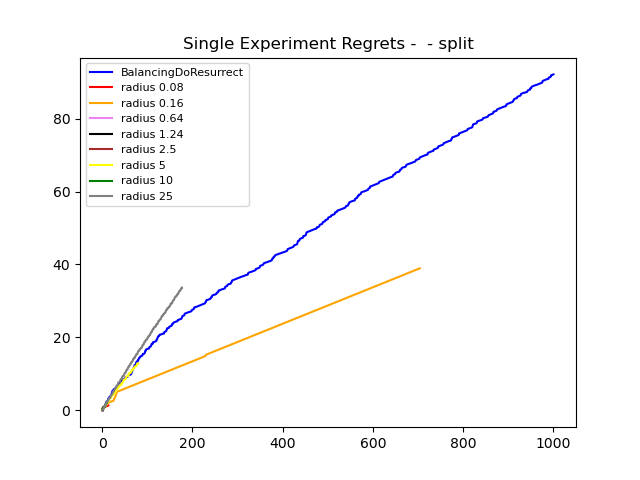 Single Experiment Regrets -  - split
BalancingDoResurrect
radius 0.08
radius 0.16
radius 0.64
radius 1.24
radius 2.5
radius 5
radius 10
radius 25
80
60
40
20
0
0 200 400 600 800 1000